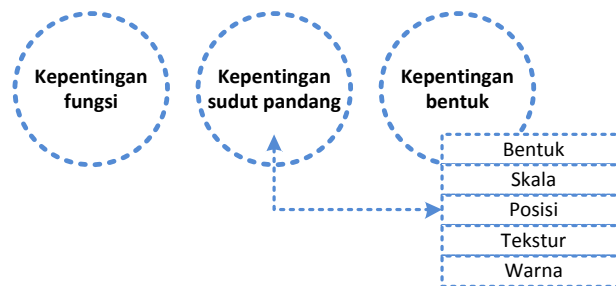 Kepentingan
fungsi
Kepentingan
sudut pandang
Kepentingan
bentuk
Bentuk
Skala
Posisi
Tekstur
Warna